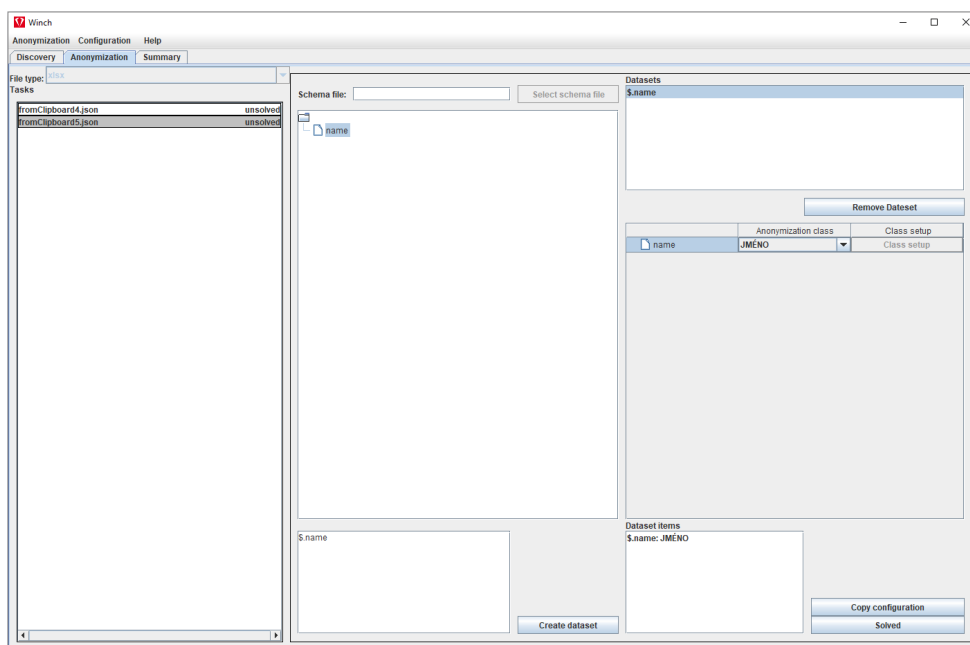 Winch
Anonymization Configuration Help
Discovery Anonymization Summary
File type: xlsx
Tasks
fromClipboard4.json unsolved
fromClipboard5.json unsolved
Schema file: Select schema file
name
$.name
Create dataset
Datasets
$.name
Remove Dateset
Anonymization class Class setup
name JMÉNO Class setup
Dataset items
$.name: JMÉNO
Copy configuration
Solved